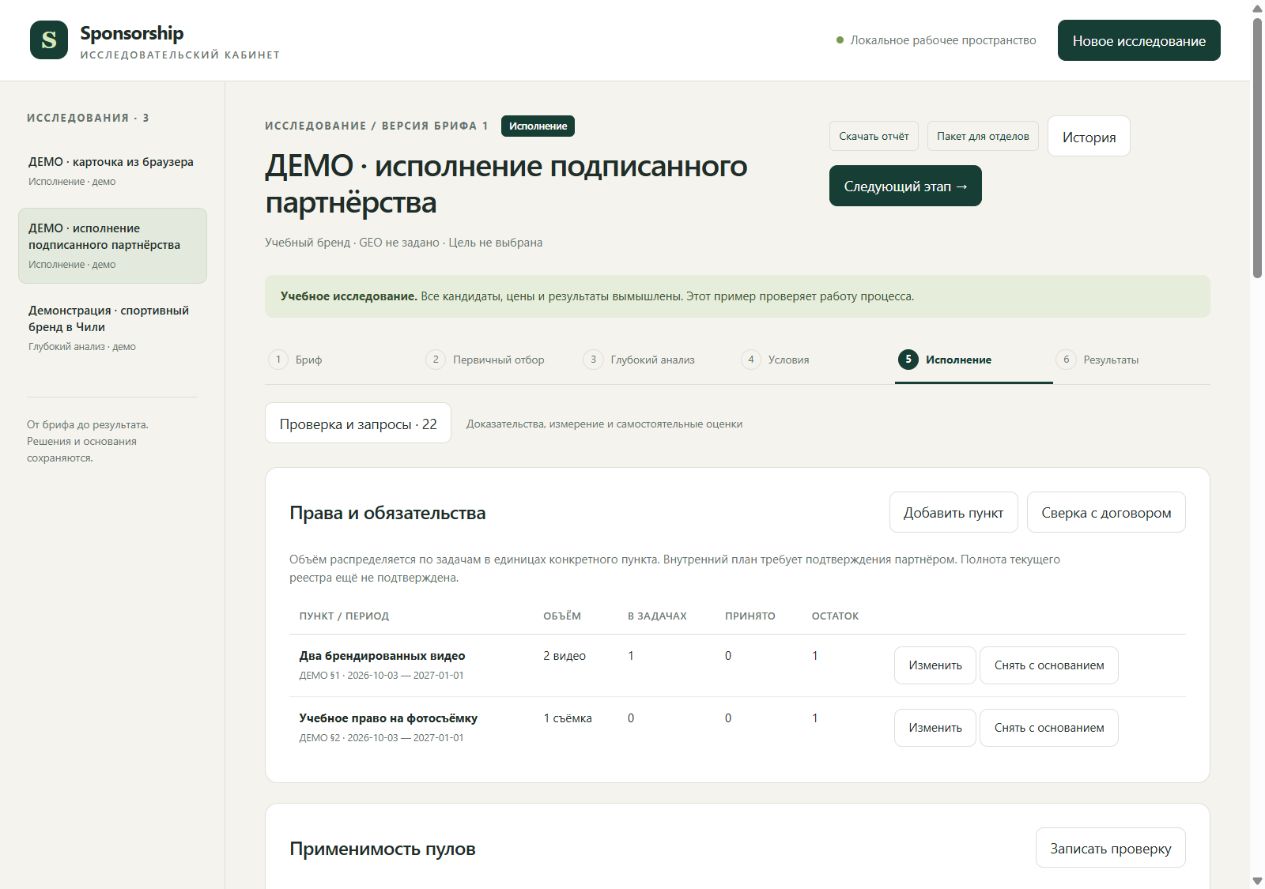 S
Sponsorship
ИССЛЕДОВАТЕЛЬСКИЙ КАБИНЕТ
Локальное рабочее пространство
Новое исследование
ИССЛЕДОВАНИЯ · 3
ДЕМО · карточка из браузера
Исполнение · демо
ДЕМО · исполнение
подписанного партнёрства
Исполнение · демо
Демонстрация · спортивный
бренд в Чили
Глубокий анализ · демо
От брифа до результата.
Решения и основания
сохраняются.
ИССЛЕДОВАНИЕ / ВЕРСИЯ БРИФА 1
Исполнение
ДЕМО · исполнение подписанного
партнёрства
Учебный бренд · GEO не задано · Цель не выбрана
Скачать отчёт
Пакет для отделов
История
Следующий этап →
Учебное исследование. Все кандидаты, цены и результаты вымышлены. Этот пример проверяет работу процесса.
1 Бриф
2 Первичный отбор
3 Глубокий анализ
4 Условия
5 Исполнение
6 Результаты
Проверка и запросы · 22
Доказательства, измерение и самостоятельные оценки
Права и обязательства
Добавить пункт
Сверка с договором
Объём распределяется по задачам в единицах конкретного пункта. Внутренний план требует подтверждения партнёром. Полнота текущего
реестра ещё не подтверждена.
ПУНКТ / ПЕРИОД ОБЪЁМ В ЗАДАЧАХ ПРИНЯТО ОСТАТОК
Два брендированных видео 2 видео 1 0 1 Изменить Снять с основанием
ДЕМО §1 · 2026-10-03 — 2027-01-01
Учебное право на фотосъёмку 1 съёмка 0 0 1 Изменить Снять с основанием
ДЕМО §2 · 2026-10-03 — 2027-01-01
Применимость пулов
Записать проверку